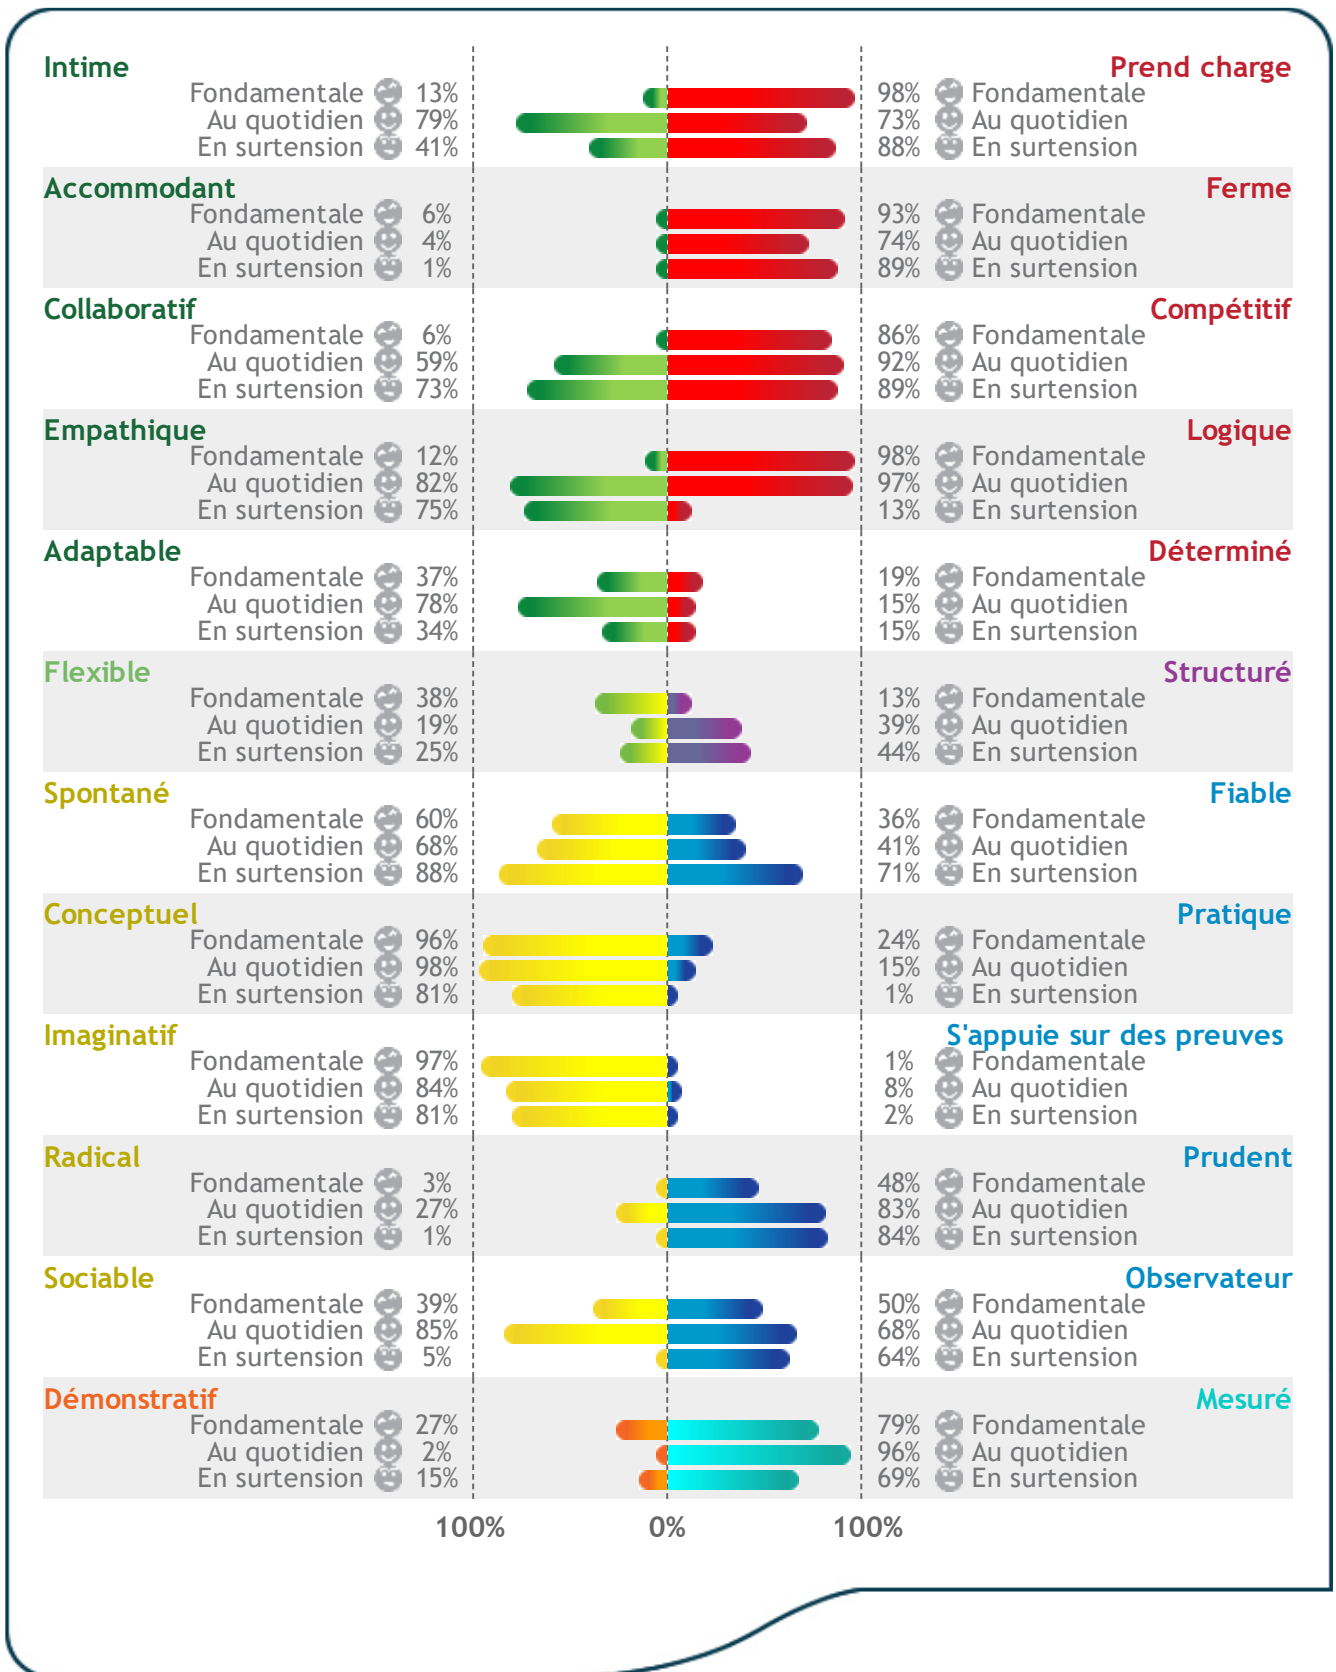 Intime Prend charge
Fondamentale 13% 98% Fondamentale
Au quotidien 79% 73% Au quotidien
En surtension 41% 88% En surtension
Accommodant Ferme
Fondamentale 6% 93% Fondamentale
Au quotidien 4% 74% Au quotidien
En surtension 1% 89% En surtension
Collaboratif Compétitif
Fondamentale 6% 86% Fondamentale
Au quotidien 59% 92% Au quotidien
En surtension 73% 89% En surtension
Empathique Logique
Fondamentale 12% 98% Fondamentale
Au quotidien 82% 97% Au quotidien
En surtension 75% 13% En surtension
Adaptable Déterminé
Fondamentale 37% 19% Fondamentale
Au quotidien 78% 15% Au quotidien
En surtension 34% 15% En surtension
Flexible Structuré
Fondamentale 38% 13% Fondamentale
Au quotidien 19% 39% Au quotidien
En surtension 25% 44% En surtension
Spontané Fiable
Fondamentale 60% 36% Fondamentale
Au quotidien 68% 41% Au quotidien
En surtension 88% 71% En surtension
Conceptuel Pratique
Fondamentale 96% 24% Fondamentale
Au quotidien 98% 15% Au quotidien
En surtension 81% 1% En surtension
Imaginatif S'appuie sur des preuves
Fondamentale 97% 1% Fondamentale
Au quotidien 84% 8% Au quotidien
En surtension 81% 2% En surtension
Radical Prudent
Fondamentale 3% 48% Fondamentale
Au quotidien 27% 83% Au quotidien
En surtension 1% 84% En surtension
Sociable Observateur
Fondamentale 39% 50% Fondamentale
Au quotidien 85% 68% Au quotidien
En surtension 5% 64% En surtension
Démonstratif Mesuré
Fondamentale 27% 79% Fondamentale
Au quotidien 2% 96% Au quotidien
En surtension 15% 69% En surtension
100% 0% 100%